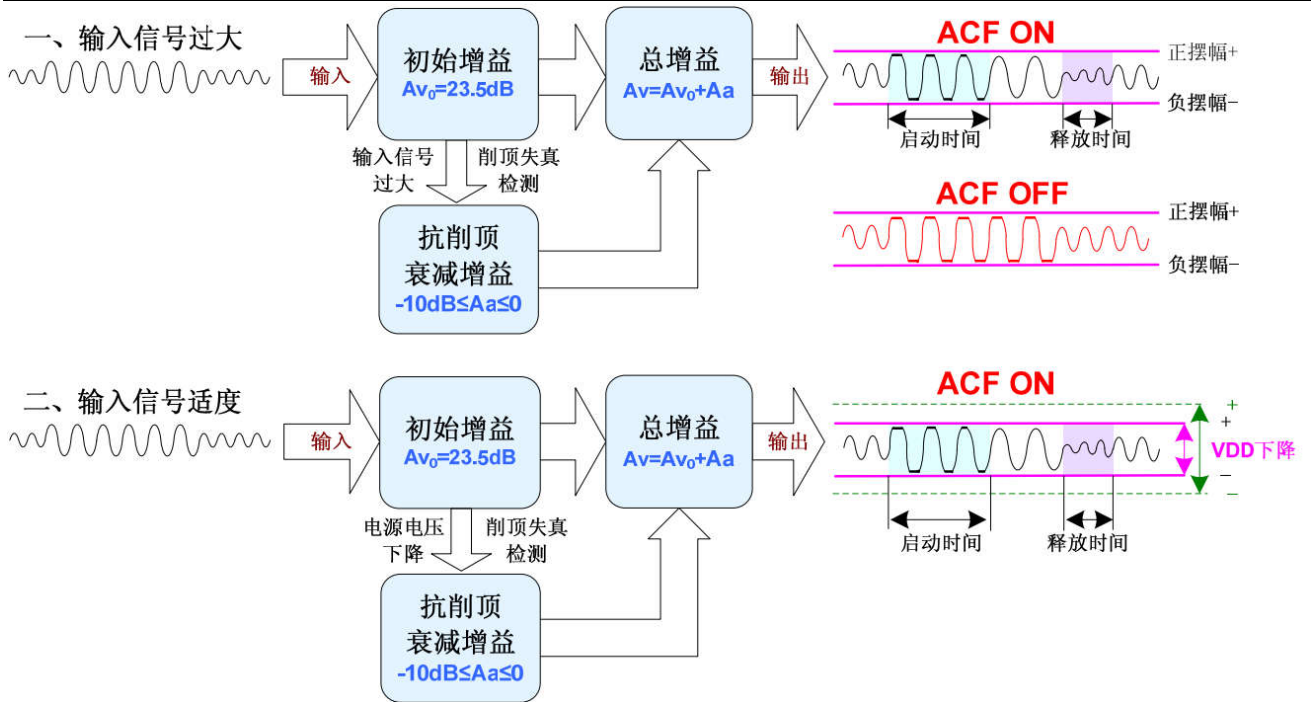 一、输入信号过大
输入
初始增益
Av₀=23.5dB
总增益
Av=Av₀+Aa
输出
ACF ON
正摆幅+
负摆幅−
启动时间
释放时间
输入信号
过大
削顶失真
检测
抗削顶
衰减增益
-10dB≤Aa≤0
ACF OFF
正摆幅+
负摆幅−
二、输入信号适度
输入
初始增益
Av₀=23.5dB
总增益
Av=Av₀+Aa
输出
ACF ON
+
+
VDD下降
−
−
启动时间
释放时间
电源电压
下降
削顶失真
检测
抗削顶
衰减增益
-10dB≤Aa≤0